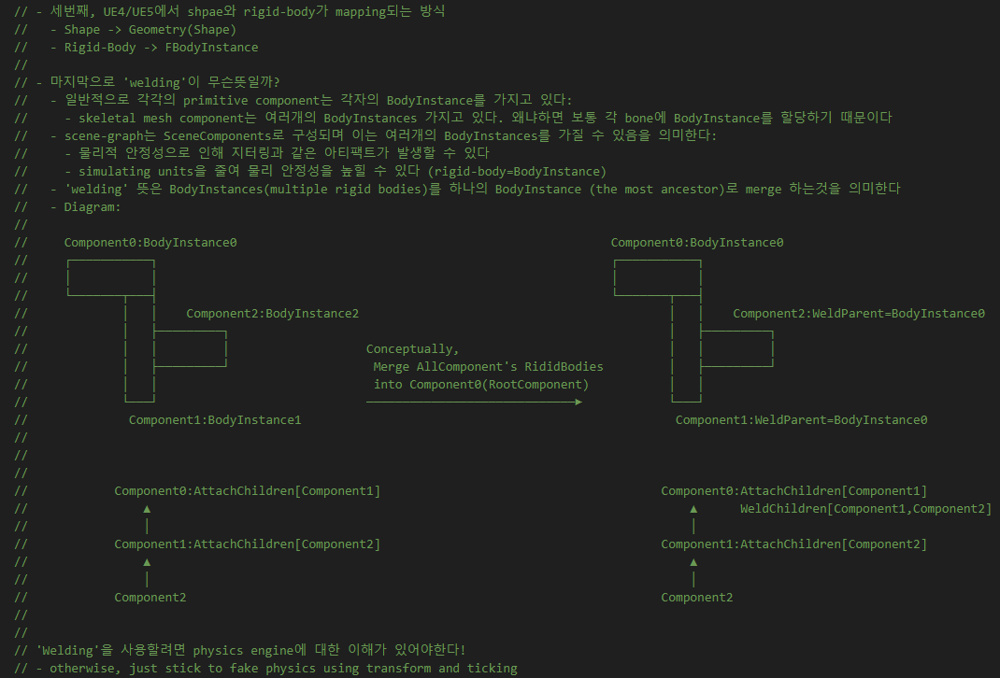 // - 세번째, UE4/UE5에서 shpae와 rigid-body가 mapping되는 방식
//   - Shape -> Geometry(Shape)
//   - Rigid-Body -> FBodyInstance
//
// - 마지막으로 'welding'이 무슨뜻일까?
//   - 일반적으로 각각의 primitive component는 각자의 BodyInstance를 가지고 있다:
//     - skeletal mesh component는 여러개의 BodyInstances 가지고 있다. 왜냐하면 보통 각 bone에 BodyInstance를 할당하기 때문이다
//   - scene-graph는 SceneComponents로 구성되며 이는 여러개의 BodyInstances를 가질 수 있음을 의미한다:
//     - 물리적 안정성으로 인해 지터링과 같은 아티팩트가 발생할 수 있다
//     - simulating units을 줄여 물리 안정성을 높힐 수 있다 (rigid-body=BodyInstance)
//   - 'welding' 뜻은 BodyInstances(multiple rigid bodies)를 하나의 BodyInstance (the most ancestor)로 merge 하는것을 의미한다
//   - Diagram:
//
//     Component0:BodyInstance0     Component0:BodyInstance0
//
//
//
//     Component2:BodyInstance2     Component2:WeldParent=BodyInstance0
//
//     Conceptually,
//     Merge AllComponent's RididBodies
//     into Component0(RootComponent)
//
//     Component1:BodyInstance1     Component1:WeldParent=BodyInstance0
//
//
//
//     Component0:AttachChildren[Component1]     Component0:AttachChildren[Component1]
//     ▲     ▲     WeldChildren[Component1,Component2]
//     │     │
//     Component1:AttachChildren[Component2]     Component1:AttachChildren[Component2]
//     ▲     ▲
//     │     │
//     Component2     Component2
//
//
// 'Welding'을 사용할려면 physics engine에 대한 이해가 있어야한다!
// - otherwise, just stick to fake physics using transform and ticking